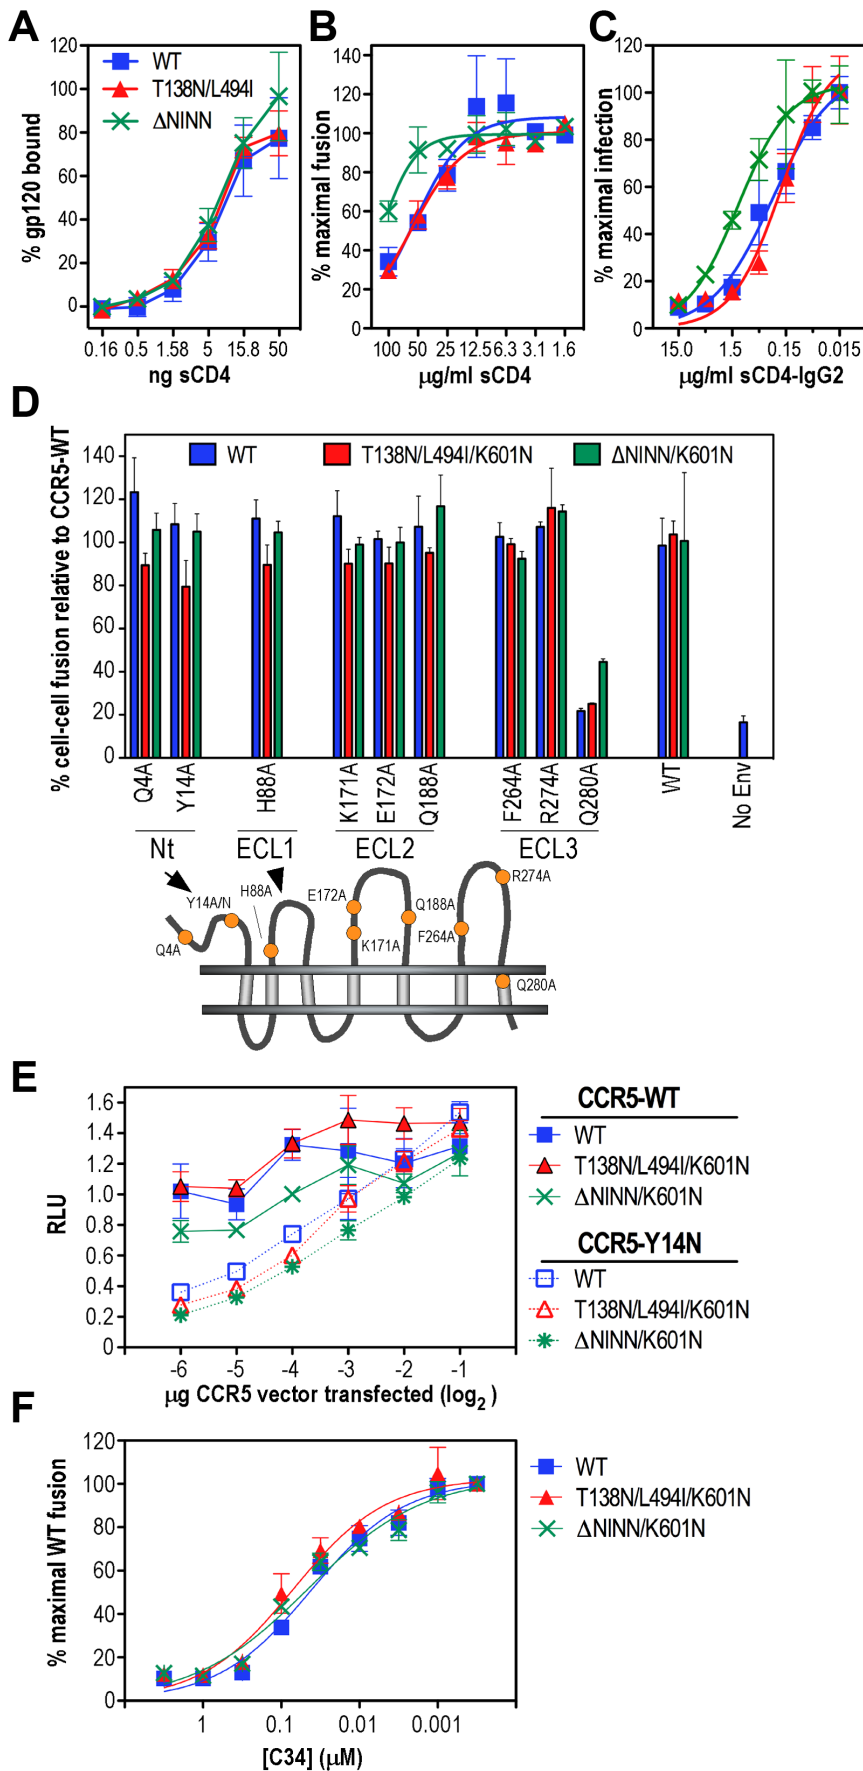 A
% gp120 bound
120
100
80
60
40
20
0
WT
T138N/L494I
ΔNINN
0.16 0.5 1.58 5 15.8 50
ng sCD4
B
% maximal fusion
140
120
100
80
60
40
20
0
100 50 25 12.5 6.3 3.1 1.6
µg/ml sCD4
C
% maximal infection
120
100
80
60
40
20
0
15.0 1.5 0.15 0.015
µg/ml sCD4-IgG2
D
% cell-cell fusion relative to CCR5-WT
140
120
100
80
60
40
20
0
WT
T138N/L494I/K601N
ΔNINN/K601N
Q4A Y14A H88A K171A E172A Q188A F264A R274A Q280A WT No Env
Nt ECL1 ECL2 ECL3
Q4A
Y14A/N
H88A
E172A
K171A
Q188A
F264A
R274A
Q280A
E
RLU
1.6
1.4
1.2
1.0
0.8
0.6
0.4
0.2
0
-6 -5 -4 -3 -2 -1
µg CCR5 vector transfected (log2 )
CCR5-WT
WT
T138N/L494I/K601N
ΔNINN/K601N
CCR5-Y14N
WT
T138N/L494I/K601N
ΔNINN/K601N
F
% maximal WT fusion
120
100
80
60
40
20
0
1 0.1 0.01 0.001
[C34] (µM)
WT
T138N/L494I/K601N
ΔNINN/K601N